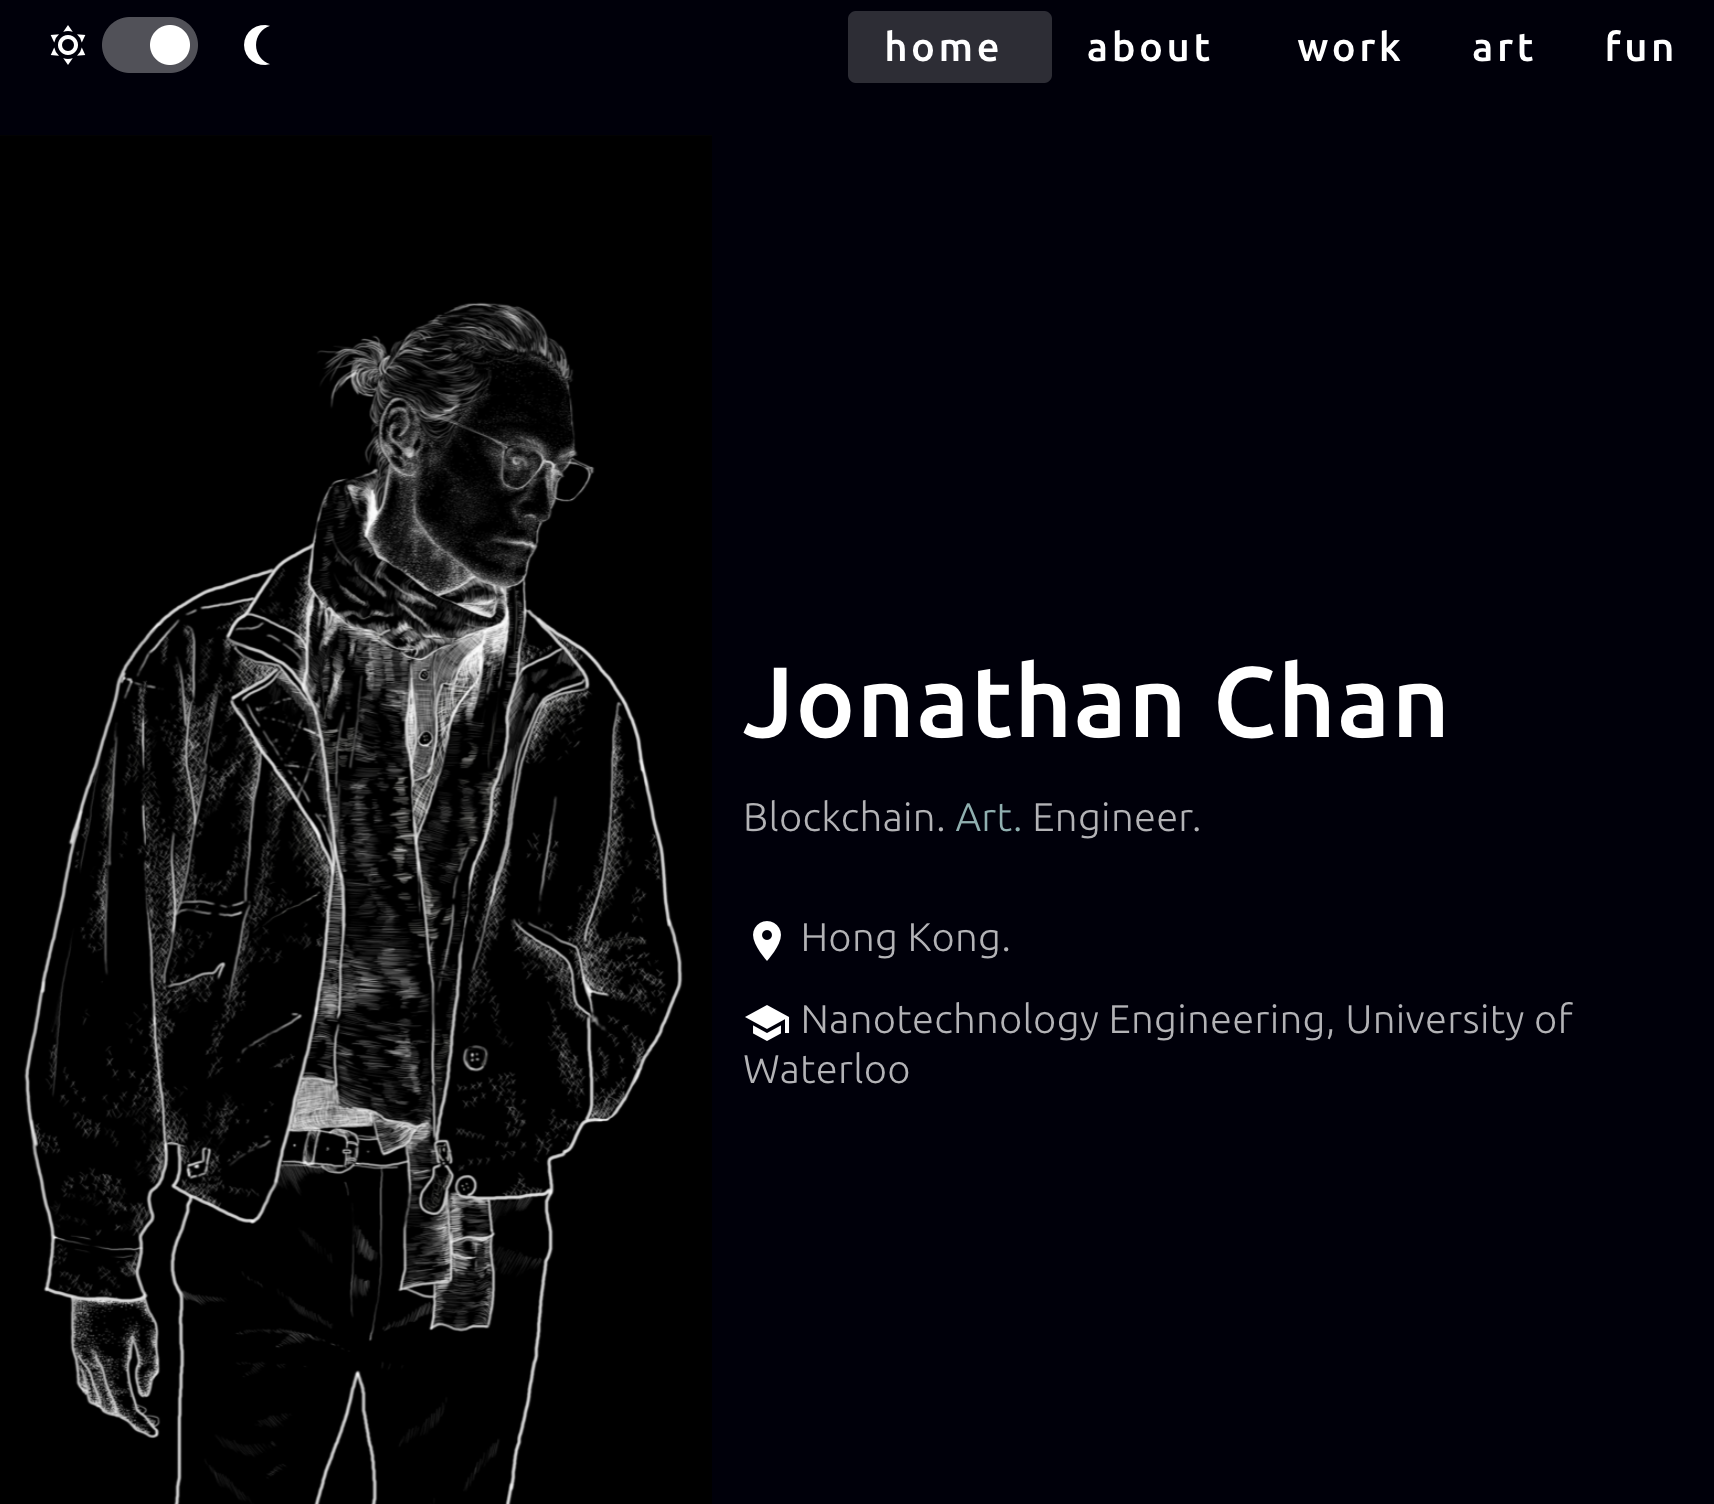 home about work art fun
Jonathan Chan
Blockchain. Art. Engineer.
Hong Kong.
Nanotechnology Engineering, University of
Waterloo